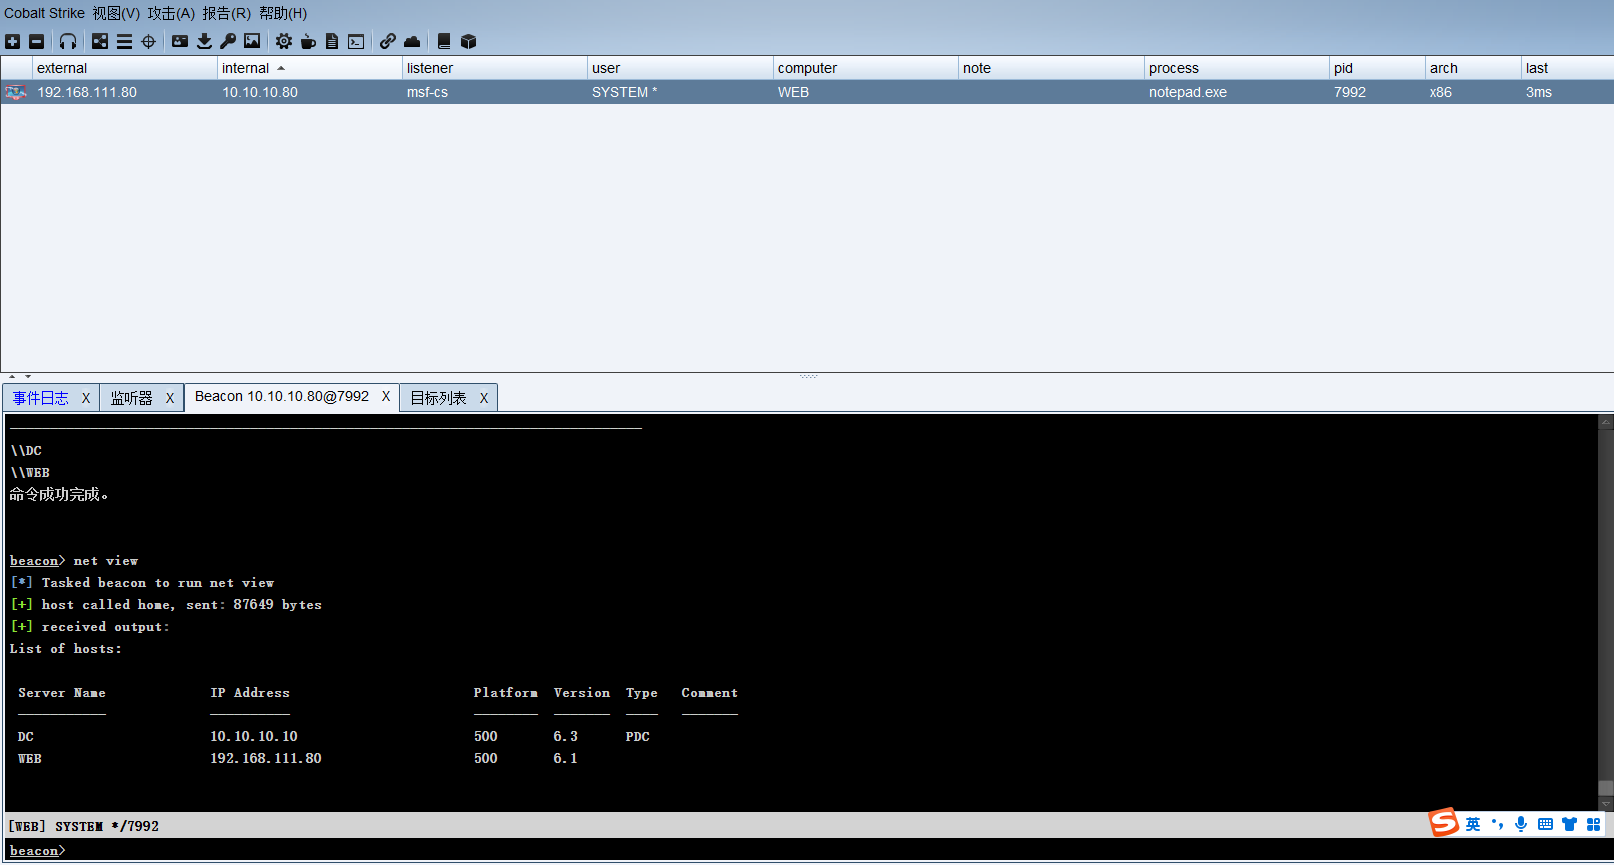 Cobalt Strike 视图(V) 攻击(A) 报告(R) 帮助(H)
external internal listener user computer note process pid arch last
192.168.111.80 10.10.10.80 msf-cs SYSTEM * WEB notepad.exe 7992 x86 3ms
事件日志 X 监听器 X Beacon 10.10.10.80@7992 X 目标列表 X
\\DC
\\WEB
命令成功完成。
beacon> net view
[*] Tasked beacon to run net view
[+] host called home, sent: 87649 bytes
[+] received output:
List of hosts:
Server Name IP Address Platform Version Type Comment
DC 10.10.10.10 500 6.3 PDC
WEB 192.168.111.80 500 6.1
[WEB] SYSTEM */7992
S 英
beacon>